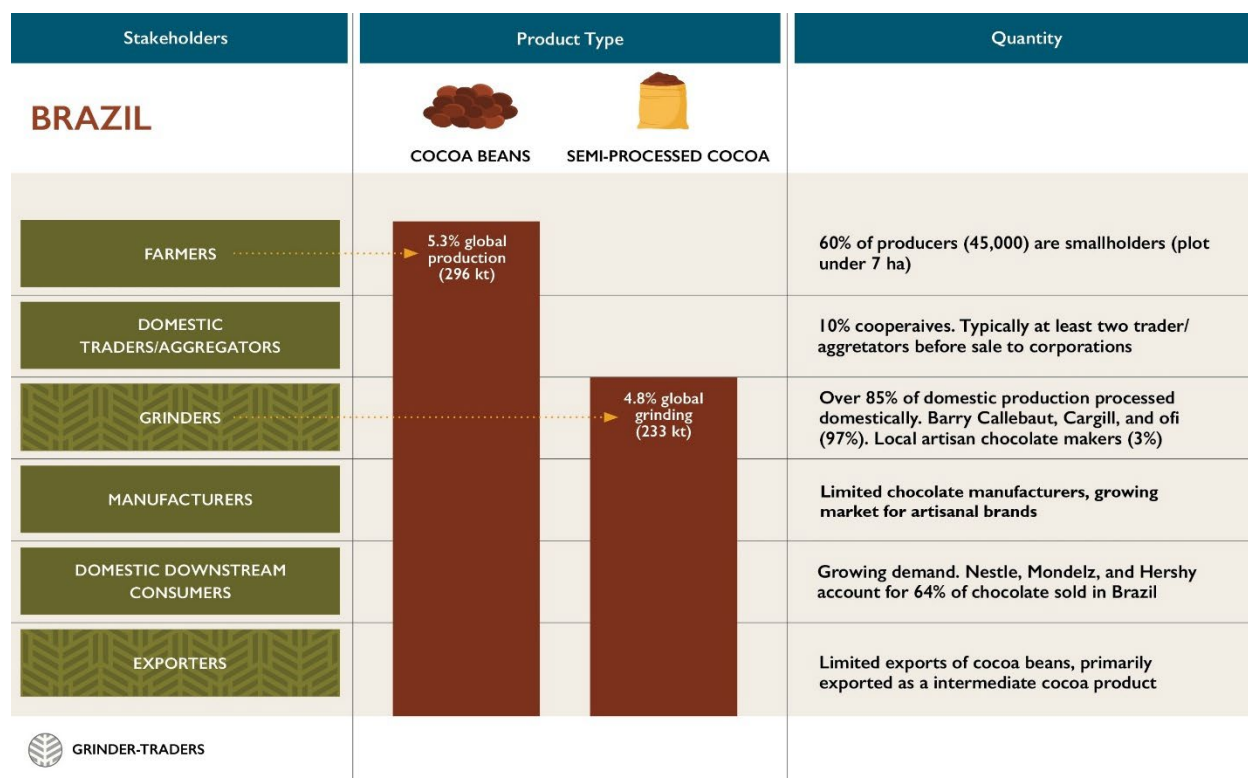 Stakeholders
Product Type
Quantity
BRAZIL
COCOA BEANS
SEMI-PROCESSED COCOA
FARMERS
5.3% global
production
(296 kt)
60% of producers (45,000) are smallholders (plot
under 7 ha)
DOMESTIC
TRADERS/AGGREGATORS
10% cooperaives. Typically at least two trader/
aggretators before sale to corporations
GRINDERS
4.8% global
grinding
(233 kt)
Over 85% of domestic production processed
domestically. Barry Callebaut, Cargill, and ofi
(97%). Local artisan chocolate makers (3%)
MANUFACTURERS
Limited chocolate manufacturers, growing
market for artisanal brands
DOMESTIC DOWNSTREAM
CONSUMERS
Growing demand. Nestle, Mondelz, and Hershy
account for 64% of chocolate sold in Brazil
EXPORTERS
Limited exports of cocoa beans, primarily
exported as a intermediate cocoa product
GRINDER-TRADERS